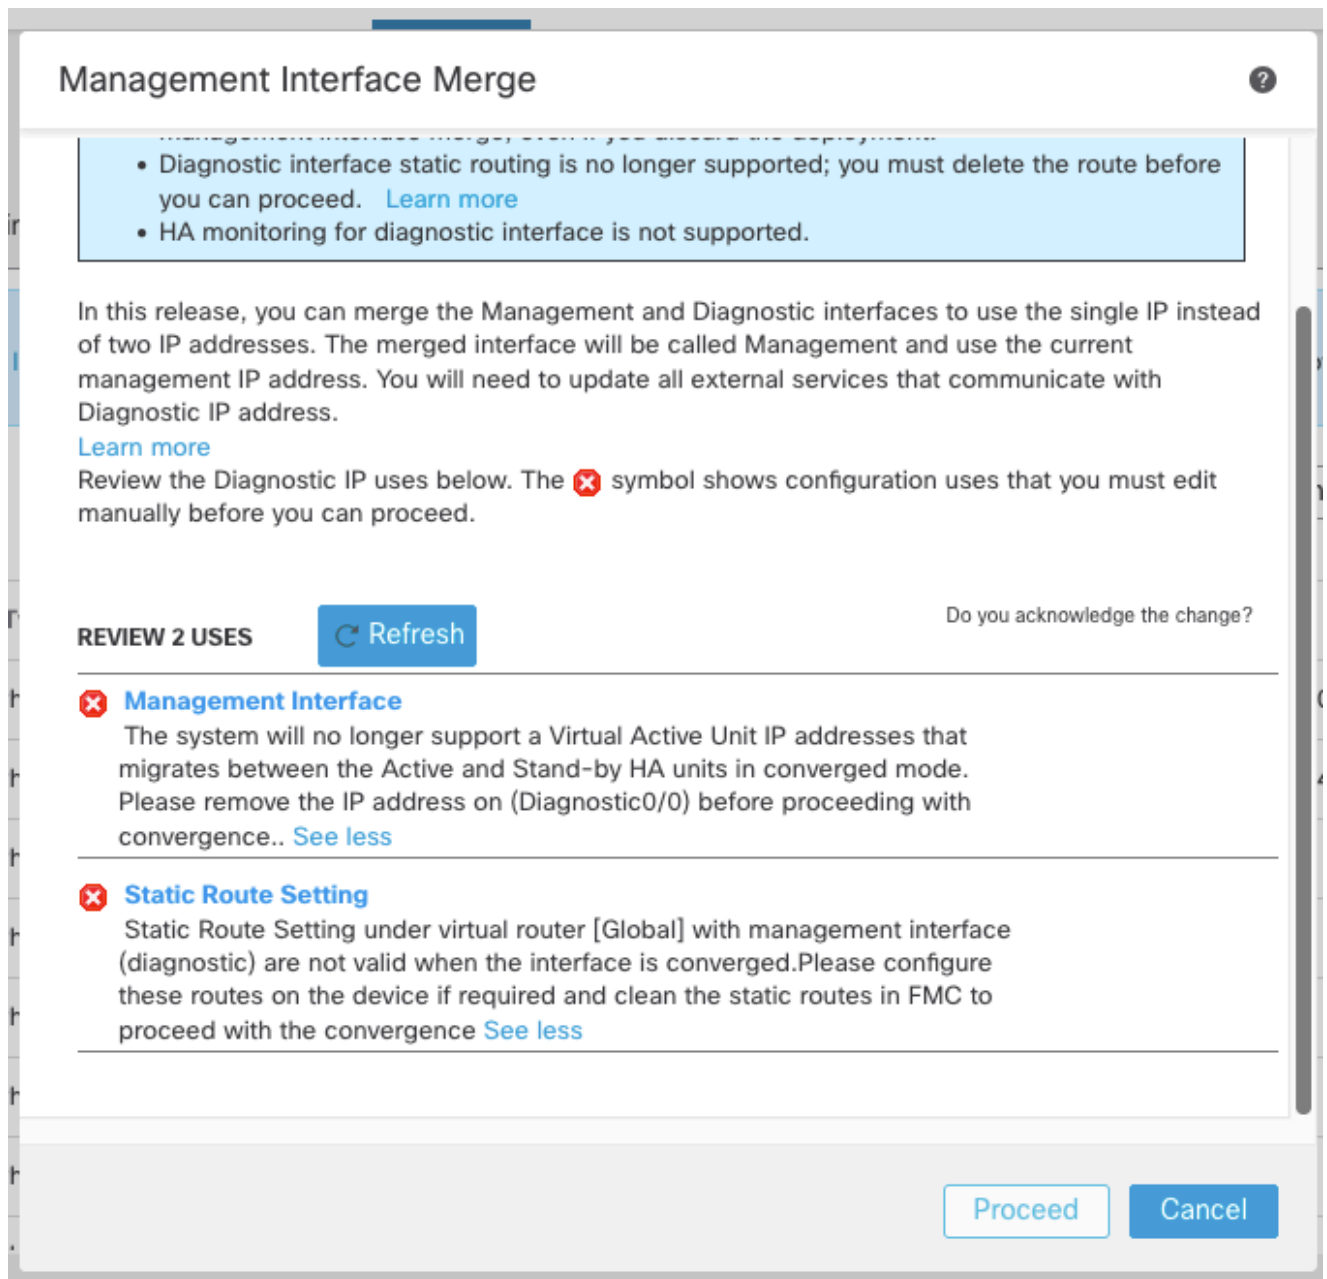 Management Interface Merge
?
• Diagnostic interface static routing is no longer supported; you must delete the route before
you can proceed. Learn more
• HA monitoring for diagnostic interface is not supported.
In this release, you can merge the Management and Diagnostic interfaces to use the single IP instead
of two IP addresses. The merged interface will be called Management and use the current
management IP address. You will need to update all external services that communicate with
Diagnostic IP address.
Learn more
Review the Diagnostic IP uses below. The symbol shows configuration uses that you must edit
manually before you can proceed.
Do you acknowledge the change?
REVIEW 2 USES Refresh
Management Interface
The system will no longer support a Virtual Active Unit IP addresses that
migrates between the Active and Stand-by HA units in converged mode.
Please remove the IP address on (Diagnostic0/0) before proceeding with
convergence.. See less
Static Route Setting
Static Route Setting under virtual router [Global] with management interface
(diagnostic) are not valid when the interface is converged.Please configure
these routes on the device if required and clean the static routes in FMC to
proceed with the convergence See less
Proceed Cancel